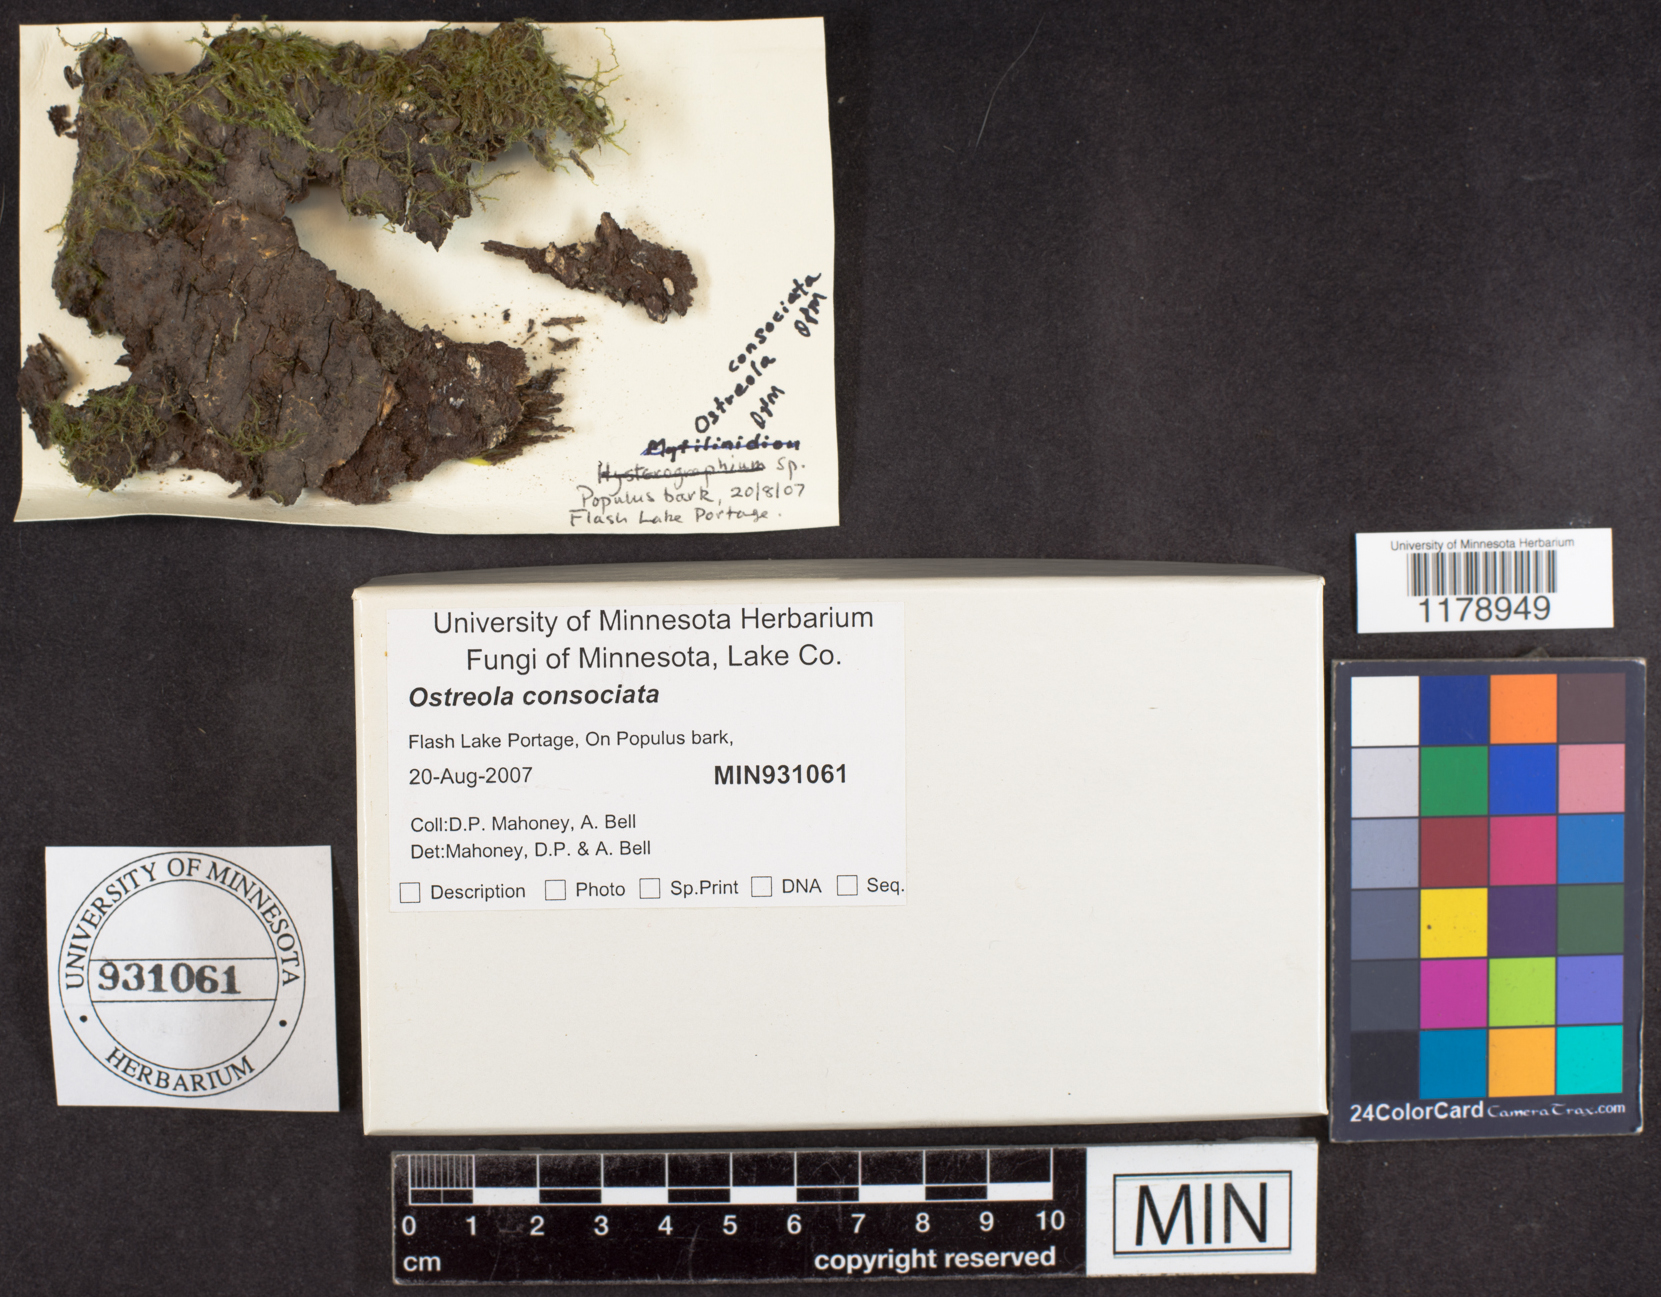 Ostreola consociata
DPM DPM
Mytilinidion
Hysterographium sp.
Populus bark, 20/8/07
Flash Lake Portage.
University of Minnesota Herbarium
1178949
University of Minnesota Herbarium
Fungi of Minnesota, Lake Co.
Ostreola consociata
Flash Lake Portage, On Populus bark,
20-Aug-2007 MIN931061
Coll:D.P. Mahoney, A. Bell
Det:Mahoney, D.P. & A. Bell
Description Photo Sp.Print DNA Seq.
UNIVERSITY OF MINNESOTA
931061
HERBARIUM
24ColorCard CameraTrax.com
0 1 2 3 4 5 6 7 8 9 10
cm copyright reserved
MIN